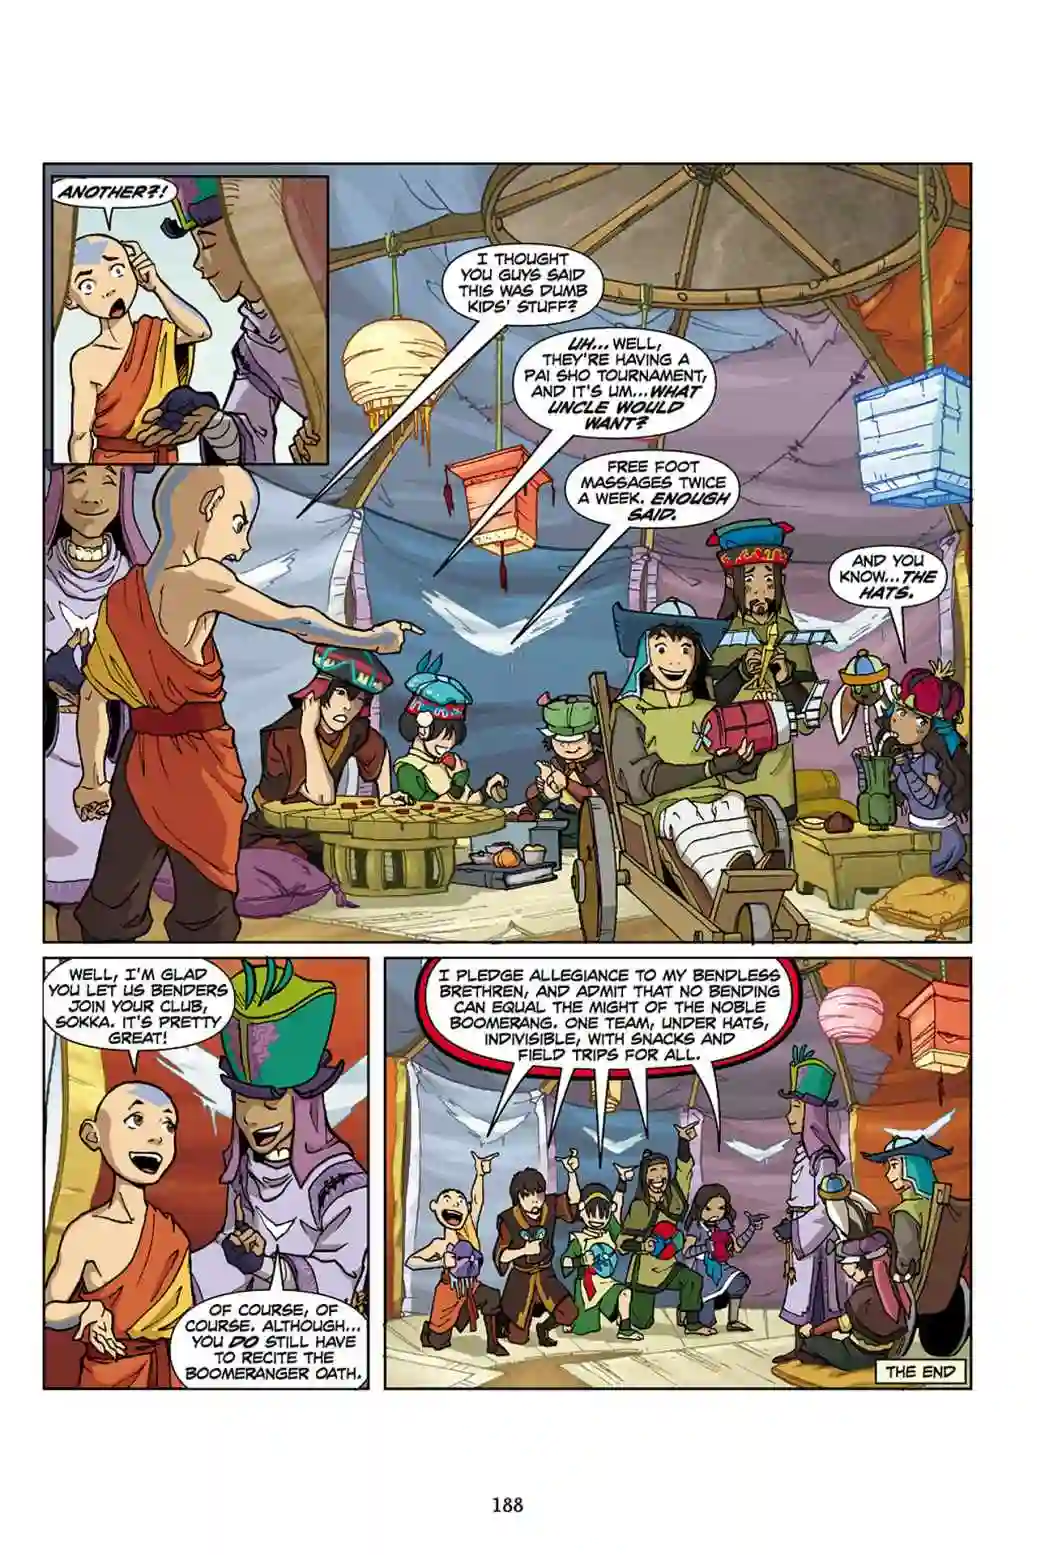 ANOTHER?!
I THOUGHT
YOU GUYS SAID
THIS WAS DUMB
KIDS' STUFF?
UH... WELL,
THEY'RE HAVING A
PAI SHO TOURNAMENT,
AND IT'S UM...WHAT
UNCLE WOULD
WANT?
FREE FOOT
MASSAGES TWICE
A WEEK. ENOUGH
SAID.
AND YOU
KNOW...THE
HATS.
WELL, I'M GLAD
YOU LET US BENDERS
JOIN YOUR CLUB,
SOKKA. IT'S PRETTY
GREAT!
OF COURSE, OF
COURSE. ALTHOUGH...
YOU DO STILL HAVE
TO RECITE THE
BOOMERANGER OATH.
I PLEDGE ALLEGIANCE TO MY BENDLESS
BRETHREN, AND ADMIT THAT NO BENDING
CAN EQUAL THE MIGHT OF THE NOBLE
BOOMERANG. ONE TEAM, UNDER HATS,
INDIVISIBLE, WITH SNACKS AND
FIELD TRIPS FOR ALL.
THE END
188